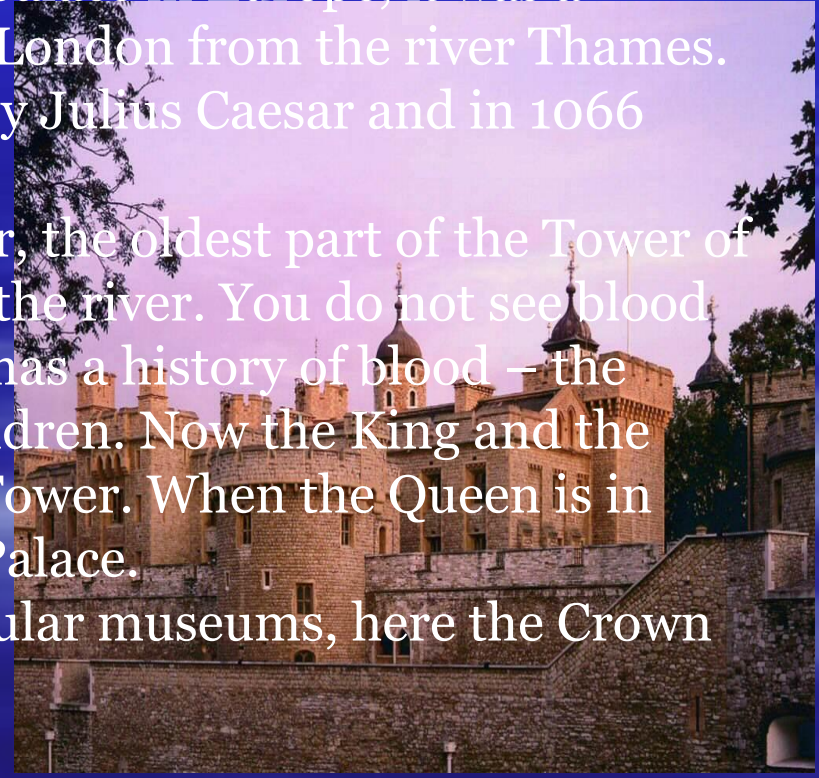 London from the river Thames.
y Julius Caesar and in 1066
r, the oldest part of the Tower of
the river. You do not see blood
has a history of blood – the
dren. Now the King and the
Tower. When the Queen is in
Palace.
ular museums, here the Crown